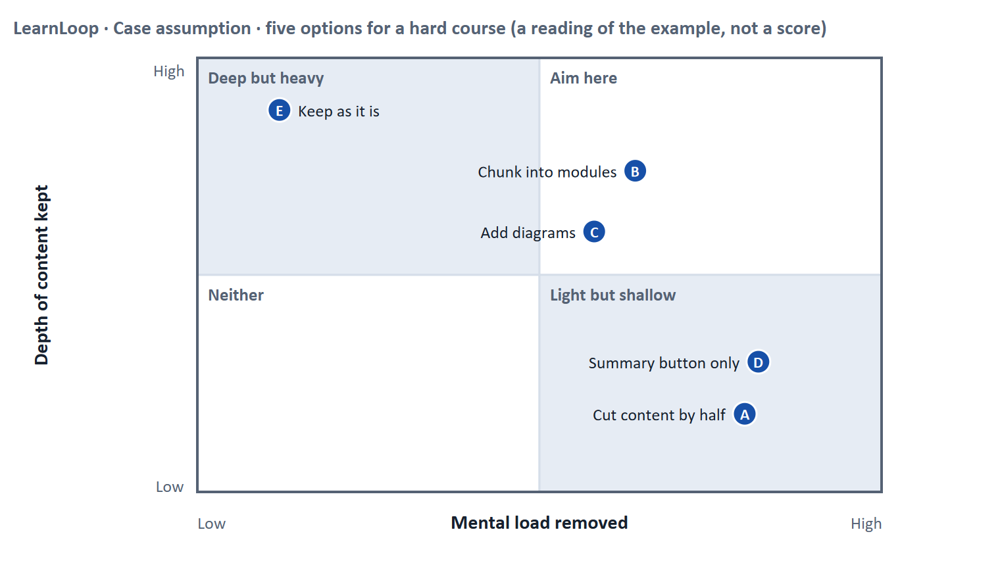 LearnLoop · Case assumption · five options for a hard course (a reading of the example, not a score)
High
Deep but heavy
Aim here
E Keep as it is
Chunk into modules B
Add diagrams C
Depth of content kept
Neither
Light but shallow
Summary button only D
Cut content by half A
Low
Low
Mental load removed
High